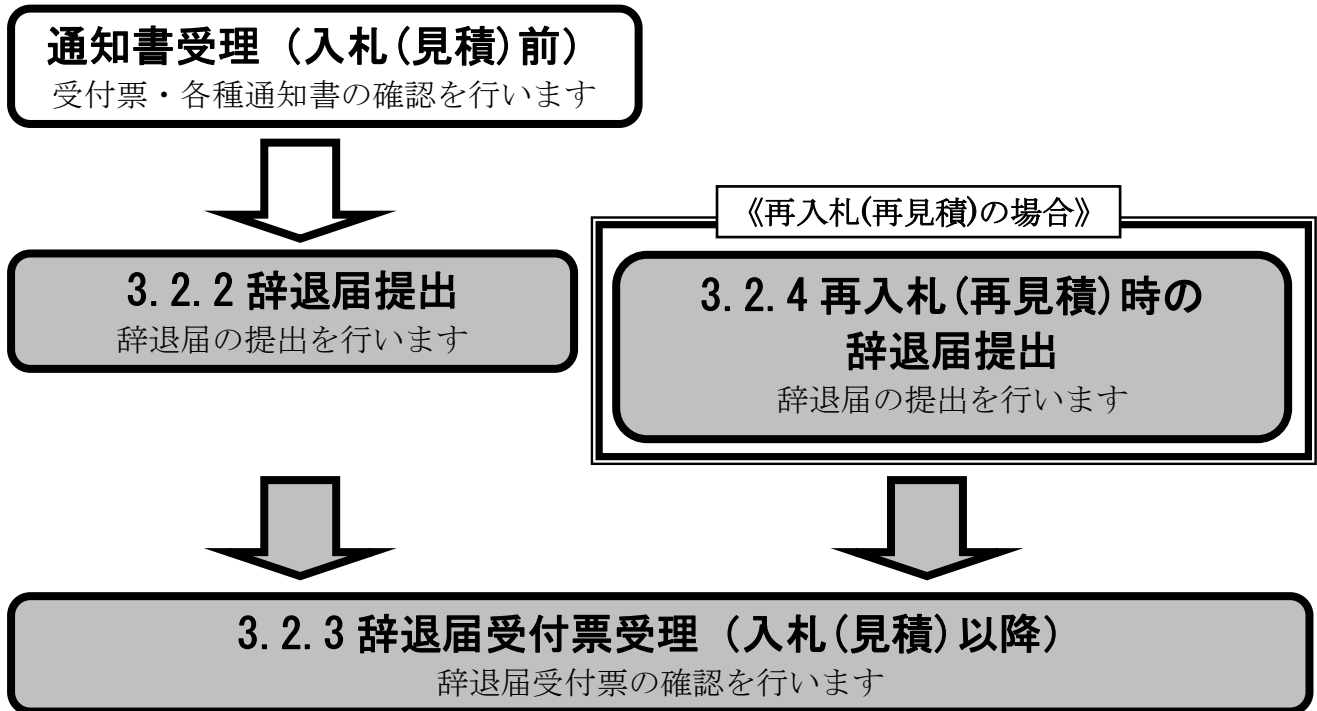 通知書受理（入札(見積)前）
受付票・各種通知書の確認を行います
3.2.2 辞退届提出
辞退届の提出を行います
《再入札(再見積)の場合》
3.2.4 再入札(再見積)時の
辞退届提出
辞退届の提出を行います
3.2.3 辞退届受付票受理（入札(見積)以降）
辞退届受付票の確認を行います